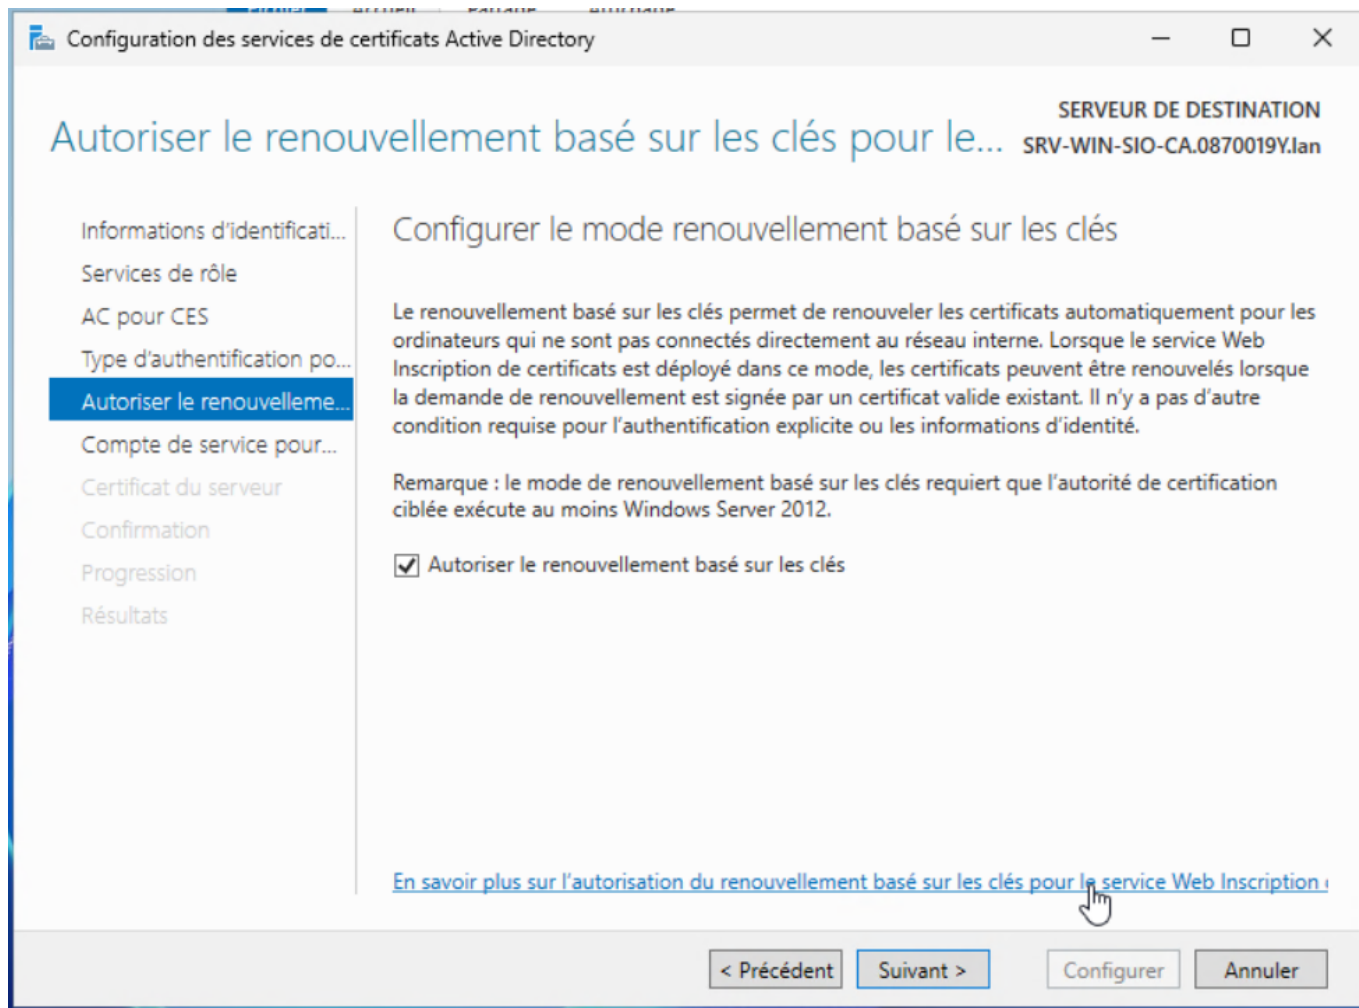 Configuration des services de certificats Active Directory
Autoriser le renouvellement basé sur les clés pour le...
SERVEUR DE DESTINATION
SRV-WIN-SIO-CA.0870019Y.lan
Informations d'identificati...
Services de rôle
AC pour CES
Type d'authentification po...
Autoriser le renouvelleme...
Compte de service pour...
Certificat du serveur
Confirmation
Progression
Résultats
Configurer le mode renouvellement basé sur les clés
Le renouvellement basé sur les clés permet de renouveler les certificats automatiquement pour les
ordinateurs qui ne sont pas connectés directement au réseau interne. Lorsque le service Web
Inscription de certificats est déployé dans ce mode, les certificats peuvent être renouvelés lorsque
la demande de renouvellement est signée par un certificat valide existant. Il n'y a pas d'autre
condition requise pour l'authentification explicite ou les informations d'identité.
Remarque : le mode de renouvellement basé sur les clés requiert que l'autorité de certification
ciblée exécute au moins Windows Server 2012.
Autoriser le renouvellement basé sur les clés
En savoir plus sur l'autorisation du renouvellement basé sur les clés pour le service Web Inscription
< Précédent
Suivant >
Configurer
Annuler